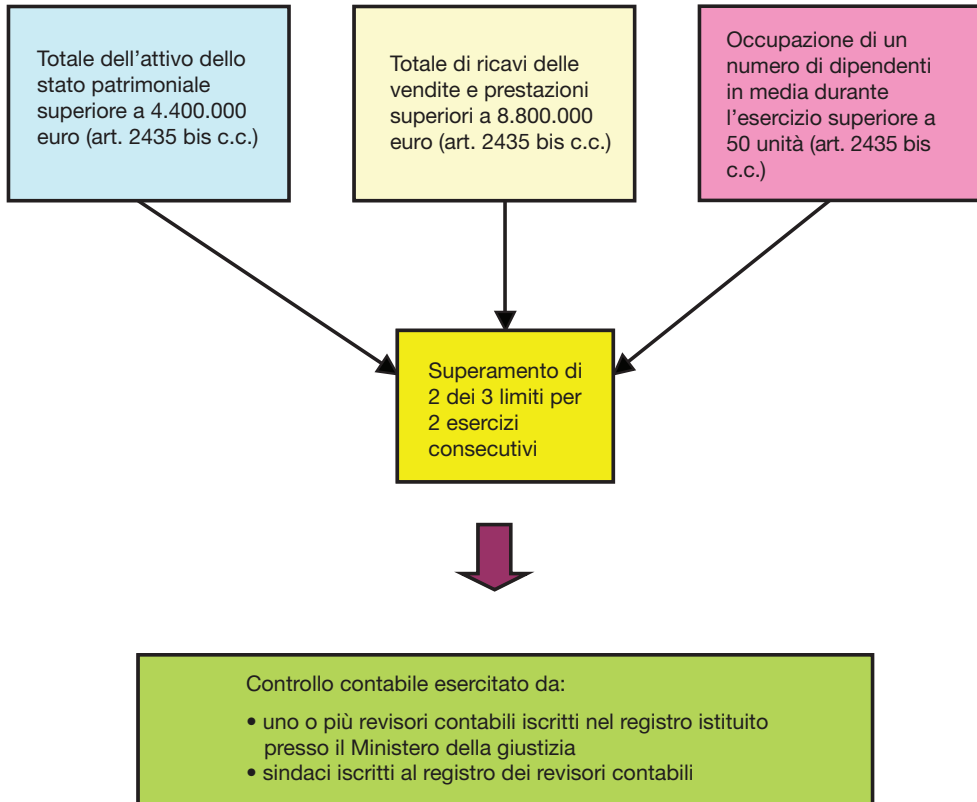 Totale dell'attivo dello
stato patrimoniale
superiore a 4.400.000
euro (art. 2435 bis c.c.)
Totale di ricavi delle
vendite e prestazioni
superiori a 8.800.000
euro (art. 2435 bis c.c.)
Occupazione di un
numero di dipendenti
in media durante
l'esercizio superiore a
50 unità (art. 2435 bis
c.c.)
Superamento di
2 dei 3 limiti per
2 esercizi
consecutivi
Controllo contabile esercitato da:
• uno o più revisori contabili iscritti nel registro istituito
presso il Ministero della giustizia
• sindaci iscritti al registro dei revisori contabili